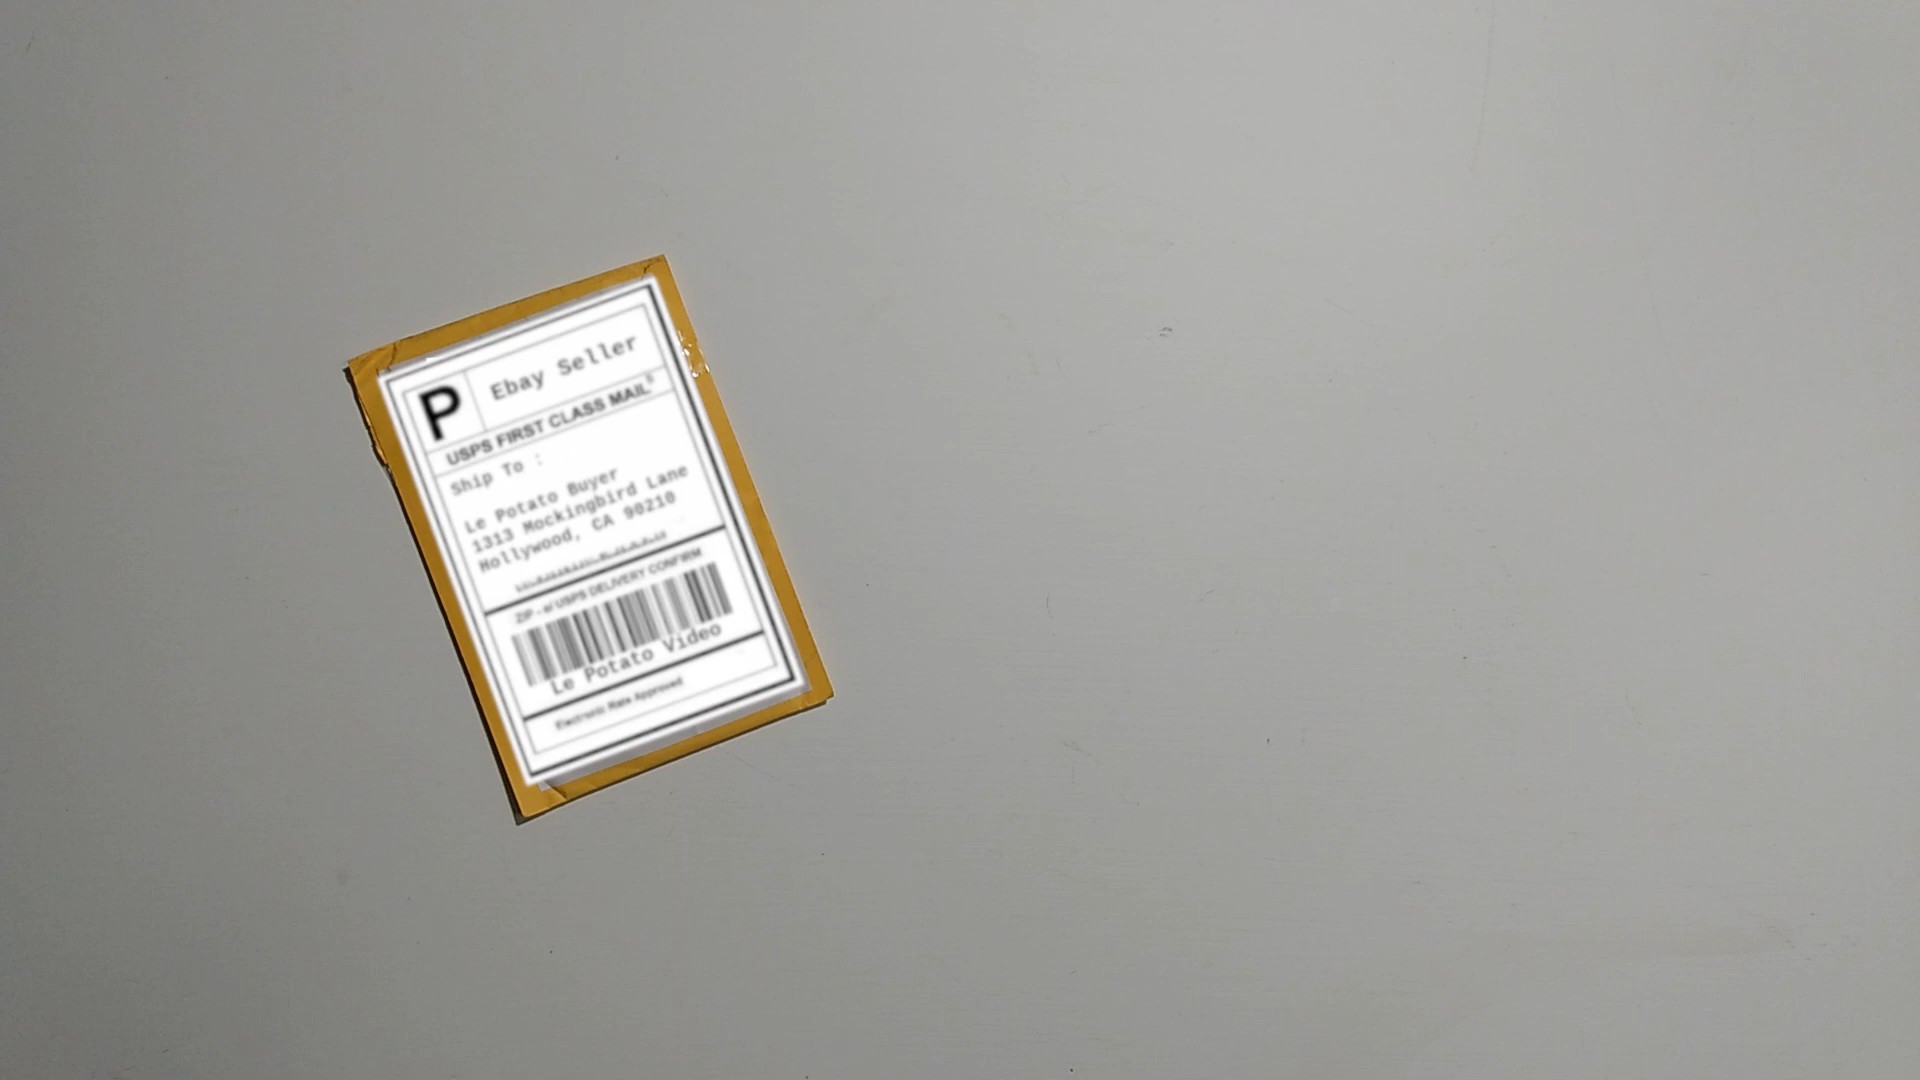 P
Ebay Seller
USPS FIRST CLASS MAIL®
Ship To :
Le Potato Buyer
1313 Mockingbird Lane
Hollywood, CA 90210
ZIP - e/ USPS DELIVERY CONFIRM
Le Potato Video
Electronic Rate Approved